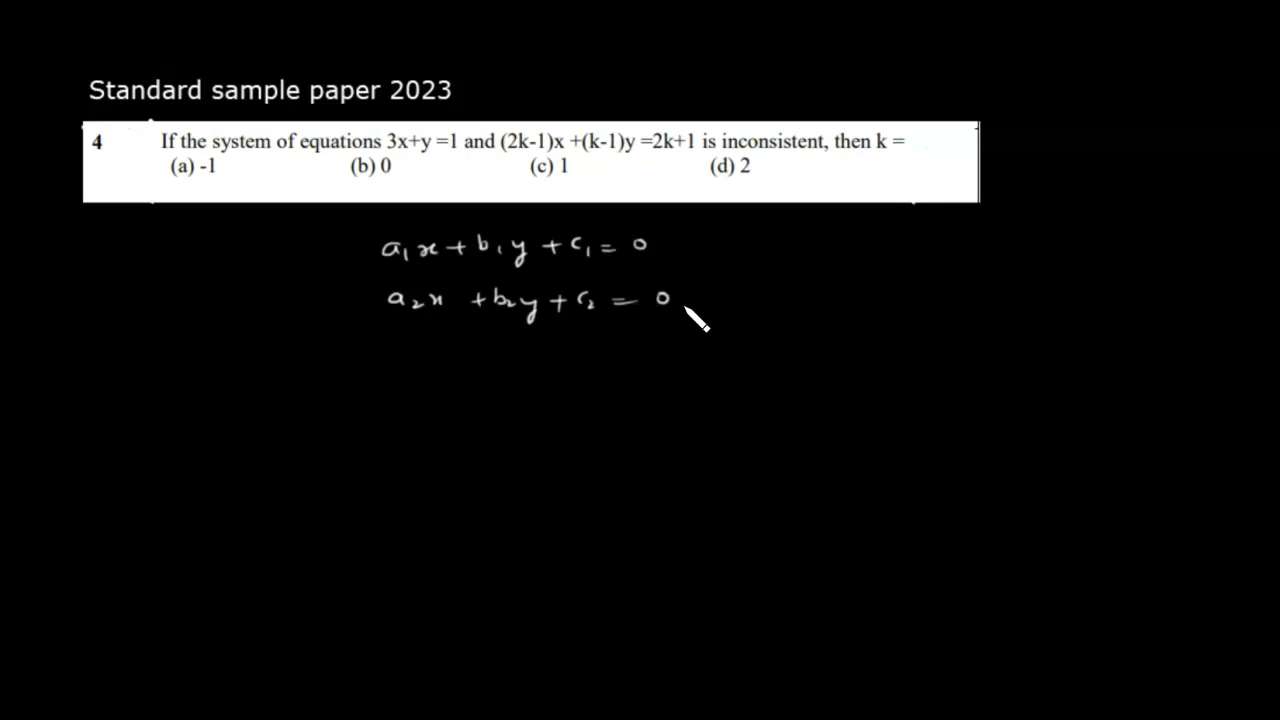 Standard sample paper 2023
4 If the system of equations 3x+y =1 and (2k-1)x +(k-1)y =2k+1 is inconsistent, then k =
(a) -1 (b) 0 (c) 1 (d) 2
a₁x + b₁y + c₁ = 0
a₂x + b₂y + c₂ = 0